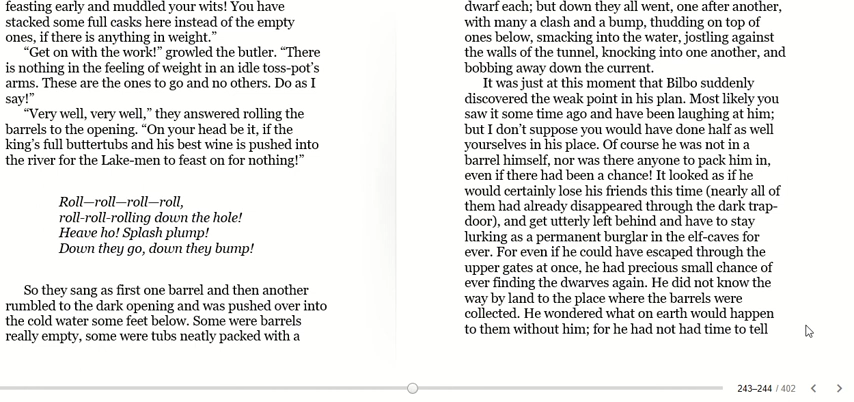 feasting early and muddled your wits! You have
stacked some full casks here instead of the empty
ones, if there is anything in weight.”
“Get on with the work!” growled the butler. “There
is nothing in the feeling of weight in an idle toss-pot’s
arms. These are the ones to go and no others. Do as I
say!”
“Very well, very well,” they answered rolling the
barrels to the opening. “On your head be it, if the
king’s full buttertubs and his best wine is pushed into
the river for the Lake-men to feast on for nothing!”
Roll—roll—roll—roll,
roll-roll-rolling down the hole!
Heave ho! Splash plump!
Down they go, down they bump!
So they sang as first one barrel and then another
rumbled to the dark opening and was pushed over into
the cold water some feet below. Some were barrels
really empty, some were tubs neatly packed with a
dwarf each; but down they all went, one after another,
with many a clash and a bump, thudding on top of
ones below, smacking into the water, jostling against
the walls of the tunnel, knocking into one another, and
bobbing away down the current.
It was just at this moment that Bilbo suddenly
discovered the weak point in his plan. Most likely you
saw it some time ago and have been laughing at him;
but I don’t suppose you would have done half as well
yourselves in his place. Of course he was not in a
barrel himself, nor was there anyone to pack him in,
even if there had been a chance! It looked as if he
would certainly lose his friends this time (nearly all of
them had already disappeared through the dark trap-
door), and get utterly left behind and have to stay
lurking as a permanent burglar in the elf-caves for
ever. For even if he could have escaped through the
upper gates at once, he had precious small chance of
ever finding the dwarves again. He did not know the
way by land to the place where the barrels were
collected. He wondered what on earth would happen
to them without him; for he had not had time to tell
243–244 / 402